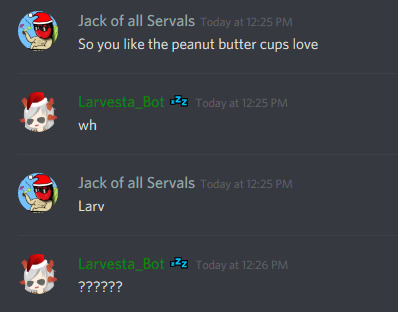 Jack of all Servals Today at 12:25 PM
So you like the peanut butter cups love
Larvesta_Bot 💤 Today at 12:25 PM
wh
Jack of all Servals Today at 12:25 PM
Larv
Larvesta_Bot 💤 Today at 12:26 PM
??????